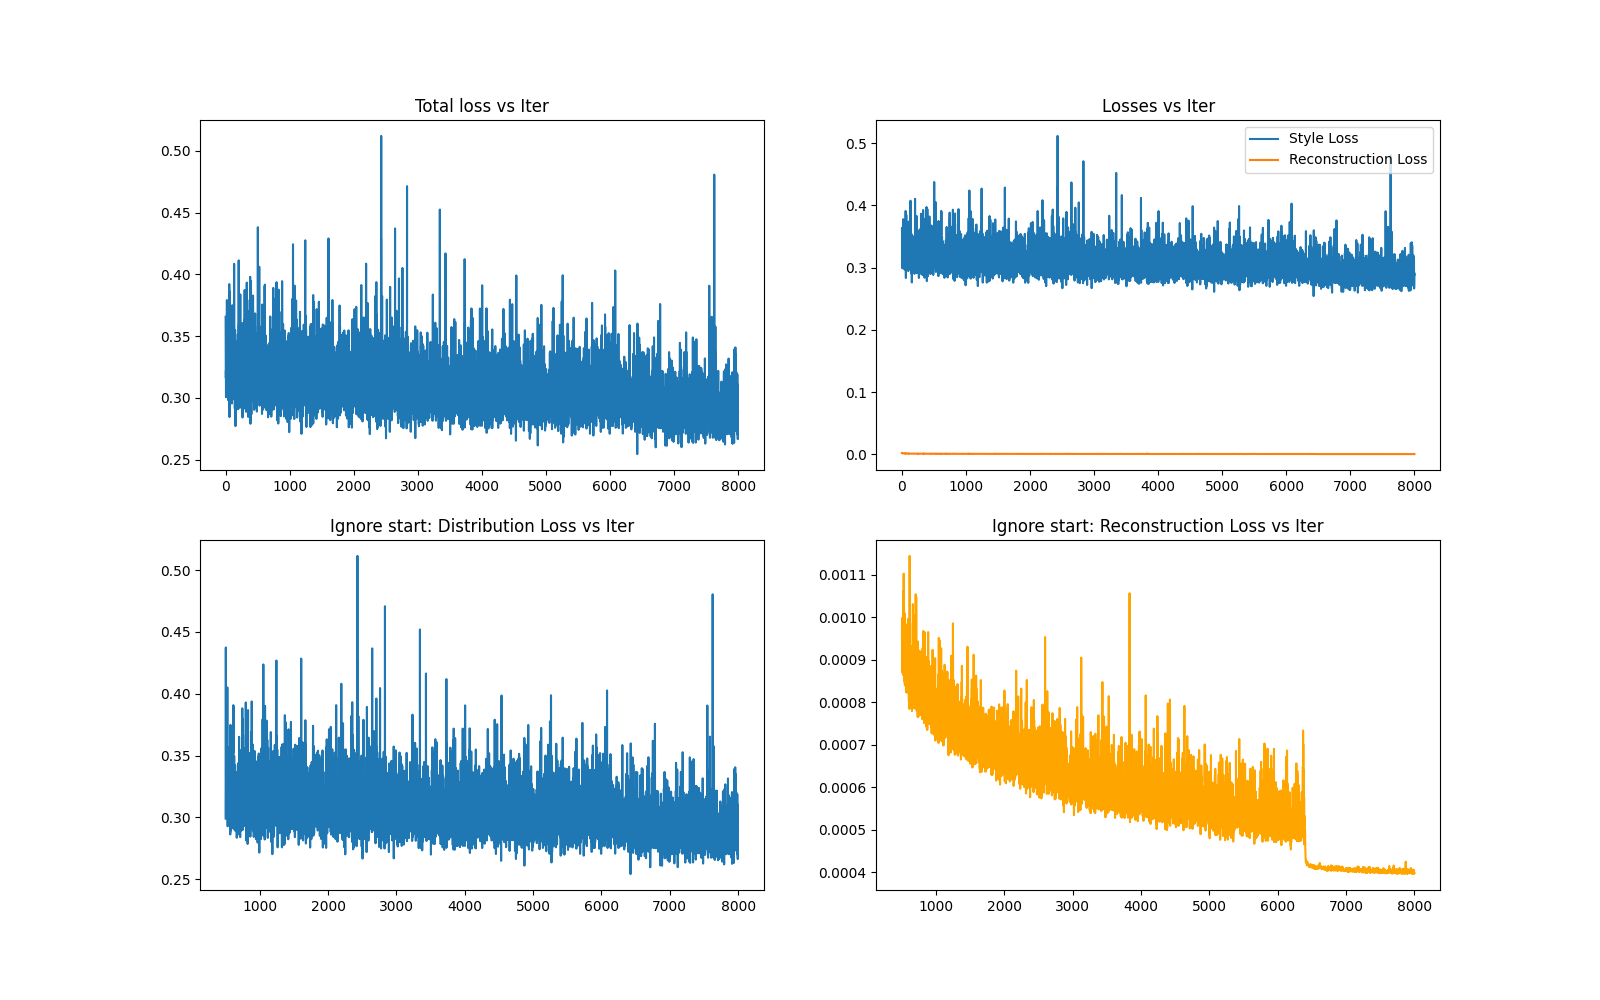 Total loss vs Iter
0.50
0.45
0.40
0.35
0.30
0.25
0 1000 2000 3000 4000 5000 6000 7000 8000
Losses vs Iter
Style Loss
Reconstruction Loss
0.5
0.4
0.3
0.2
0.1
0.0
0 1000 2000 3000 4000 5000 6000 7000 8000
Ignore start: Distribution Loss vs Iter
0.50
0.45
0.40
0.35
0.30
0.25
1000 2000 3000 4000 5000 6000 7000 8000
Ignore start: Reconstruction Loss vs Iter
0.0011
0.0010
0.0009
0.0008
0.0007
0.0006
0.0005
0.0004
1000 2000 3000 4000 5000 6000 7000 8000